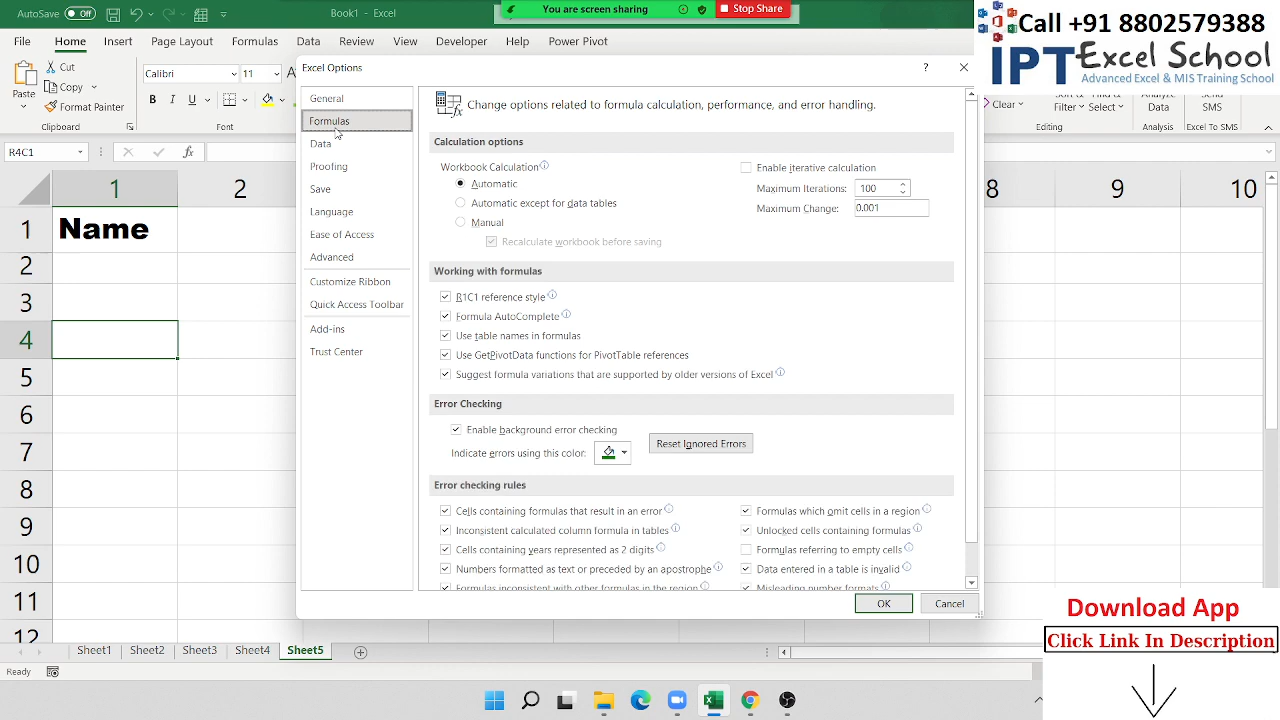 AutoSave Off
Book1 - Excel
You are screen sharing
Stop Share
Call +91 8802579388
IPT Excel School
Advanced Excel & MIS Training School
File Home Insert Page Layout Formulas Review View Developer Help Power Pivot
Paste
Cut
Copy
Format Painter
Clipboard
Calibri 11
B I U
Font
Clear
Filter Select
Editing
Data
Analysis
Analysis
Send
SMS
Excel To SMS
R4C1
fx
Excel Options
?
General
Formulas
Data
Proofing
Save
Language
Ease of Access
Advanced
Customize Ribbon
Quick Access Toolbar
Add-ins
Trust Center
Change options related to formula calculation, performance, and error handling.
Calculation options
Workbook Calculation
Automatic
Automatic except for data tables
Manual
Recalculate workbook before saving
Enable iterative calculation
Maximum Iterations: 100
Maximum Change: 0.001
Working with formulas
R1C1 reference style
Formula AutoComplete
Use table names in formulas
Use GetPivotData functions for PivotTable references
Suggest formula variations that are supported by older versions of Excel
Error Checking
Enable background error checking
Indicate errors using this color:
Reset Ignored Errors
Error checking rules
Cells containing formulas that result in an error
Inconsistent calculated column formula in tables
Cells containing years represented as 2 digits
Numbers formatted as text or preceded by an apostrophe
Formulas inconsistent with other formulas in the region
Formulas which omit cells in a region
Unlocked cells containing formulas
Formulas referring to empty cells
Data entered in a table is invalid
Misleading number formats
OK
Cancel
1 2 8 9 10
1 Name
2
3
4
5
6
7
8
9
10
11
12
Sheet1 Sheet2 Sheet3 Sheet4 Sheet5
Ready
Download App
Click Link In Description